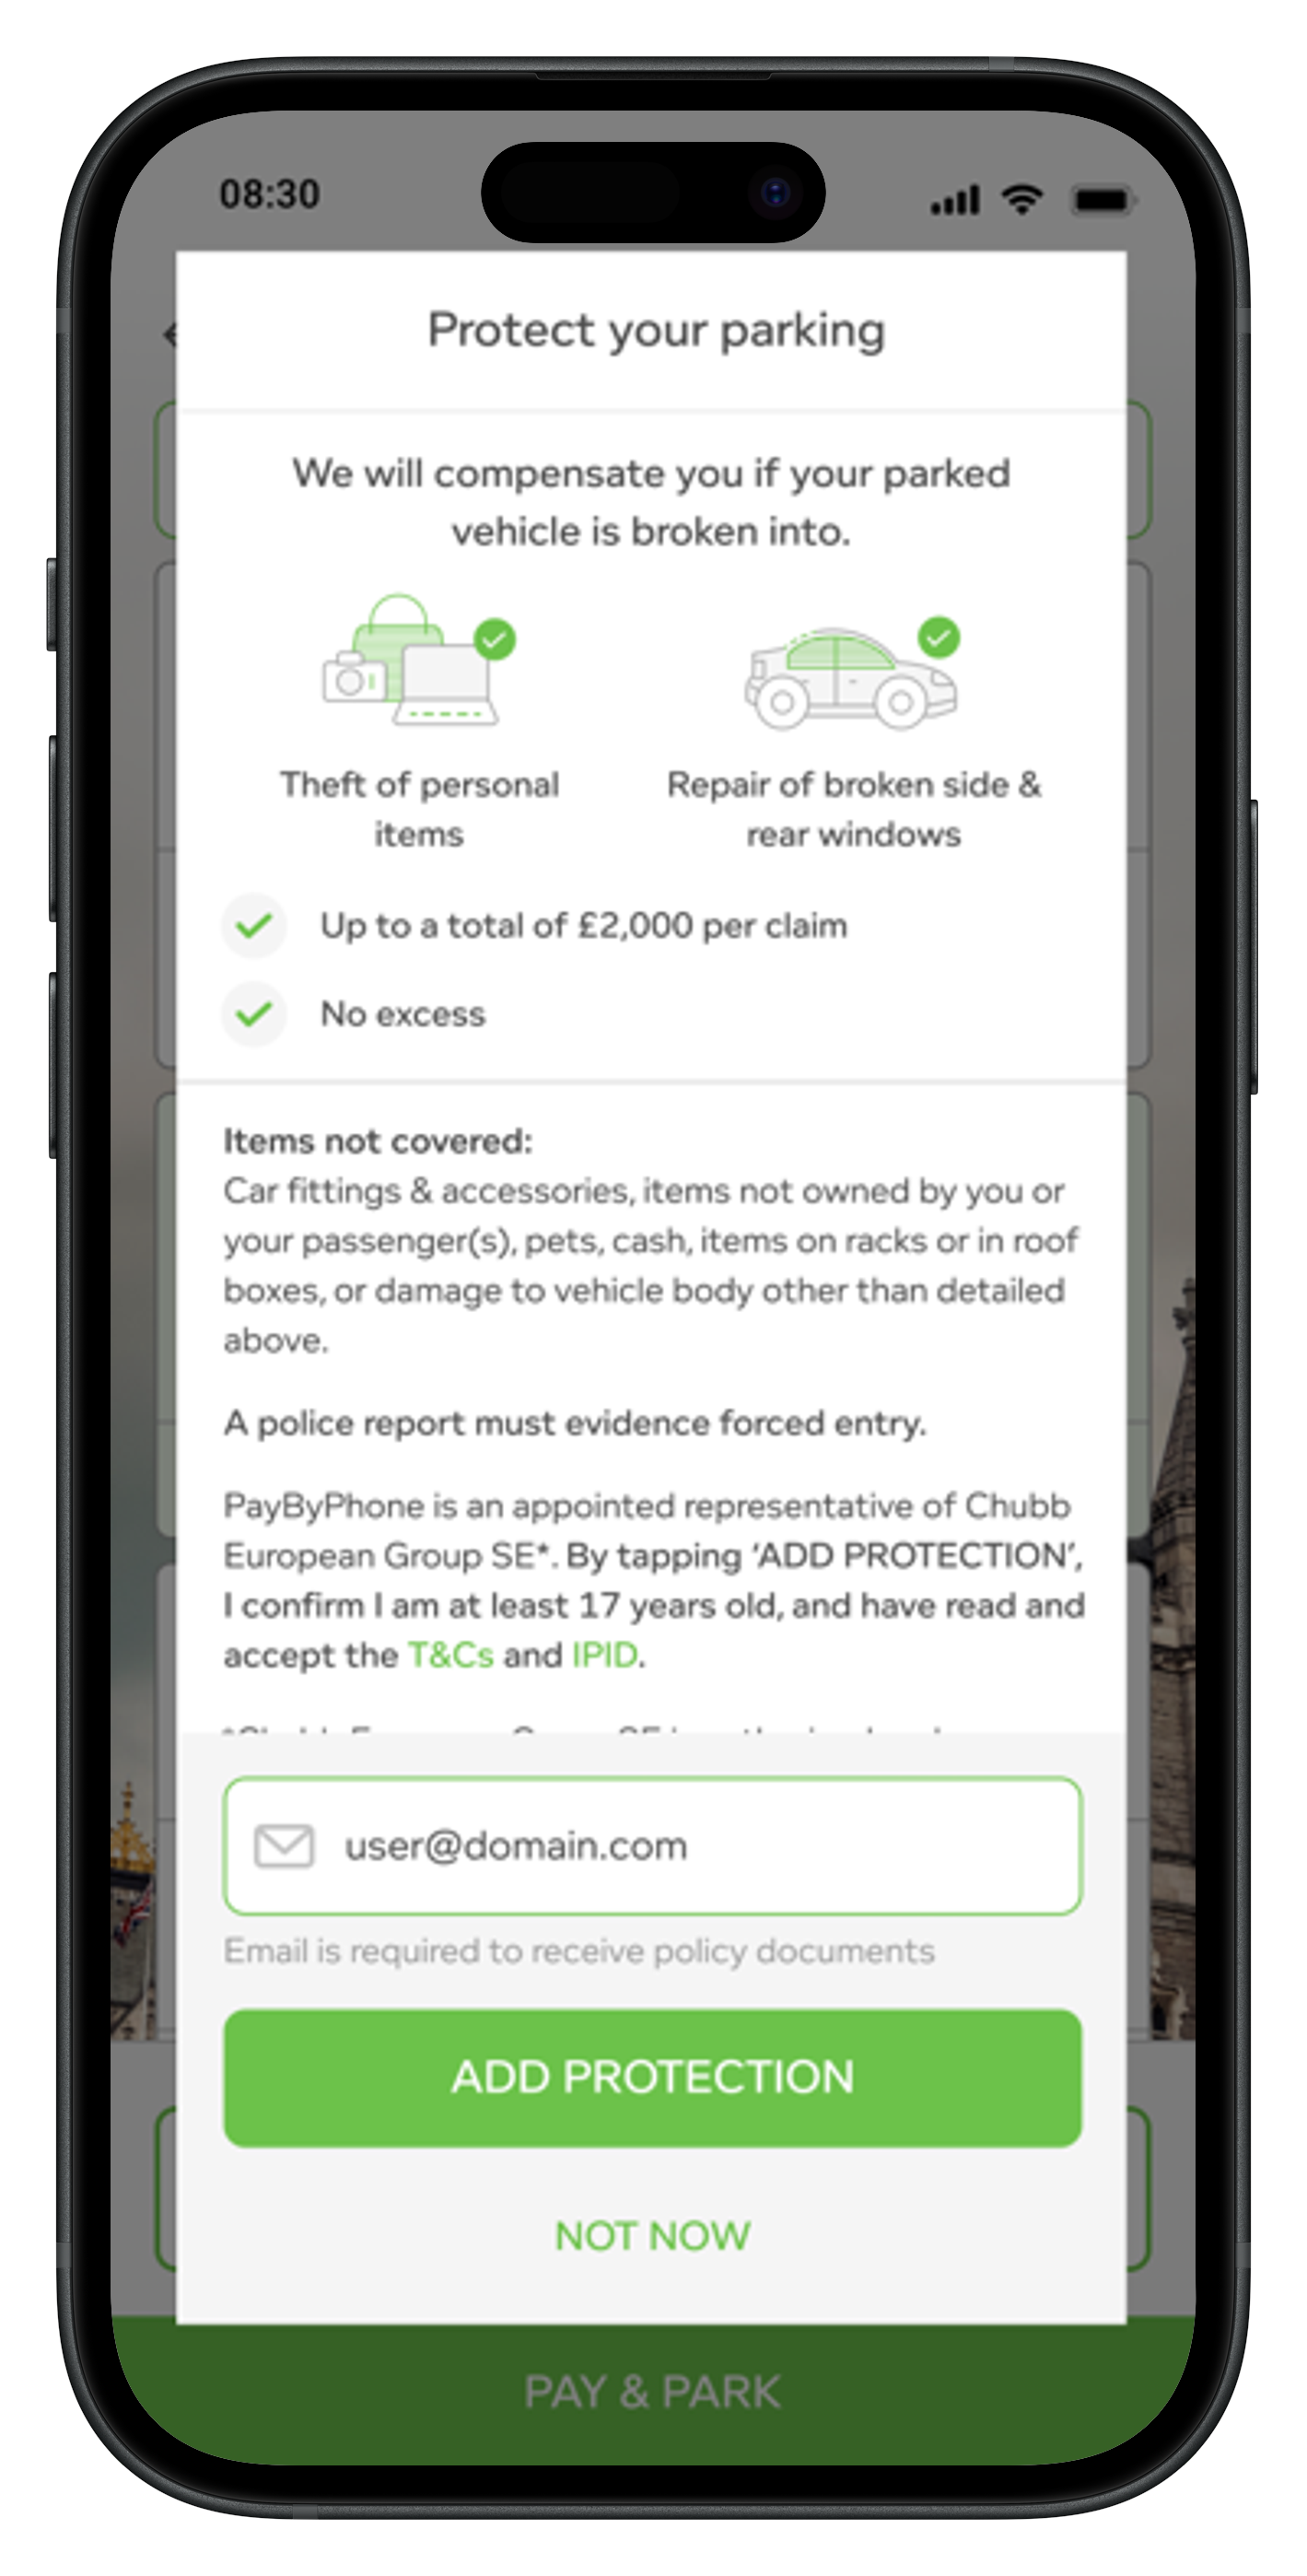 08:30
Protect your parking
We will compensate you if your parked
vehicle is broken into.
Theft of personal
items
Repair of broken side &
rear windows
Up to a total of £2,000 per claim
No excess
Items not covered:
Car fittings & accessories, items not owned by you or
your passenger(s), pets, cash, items on racks or in roof
boxes, or damage to vehicle body other than detailed
above.
A police report must evidence forced entry.
PayByPhone is an appointed representative of Chubb
European Group SE*. By tapping ‘ADD PROTECTION’,
I confirm I am at least 17 years old, and have read and
accept the T&Cs and IPID.
user@domain.com
Email is required to receive policy documents
ADD PROTECTION
NOT NOW
PAY & PARK